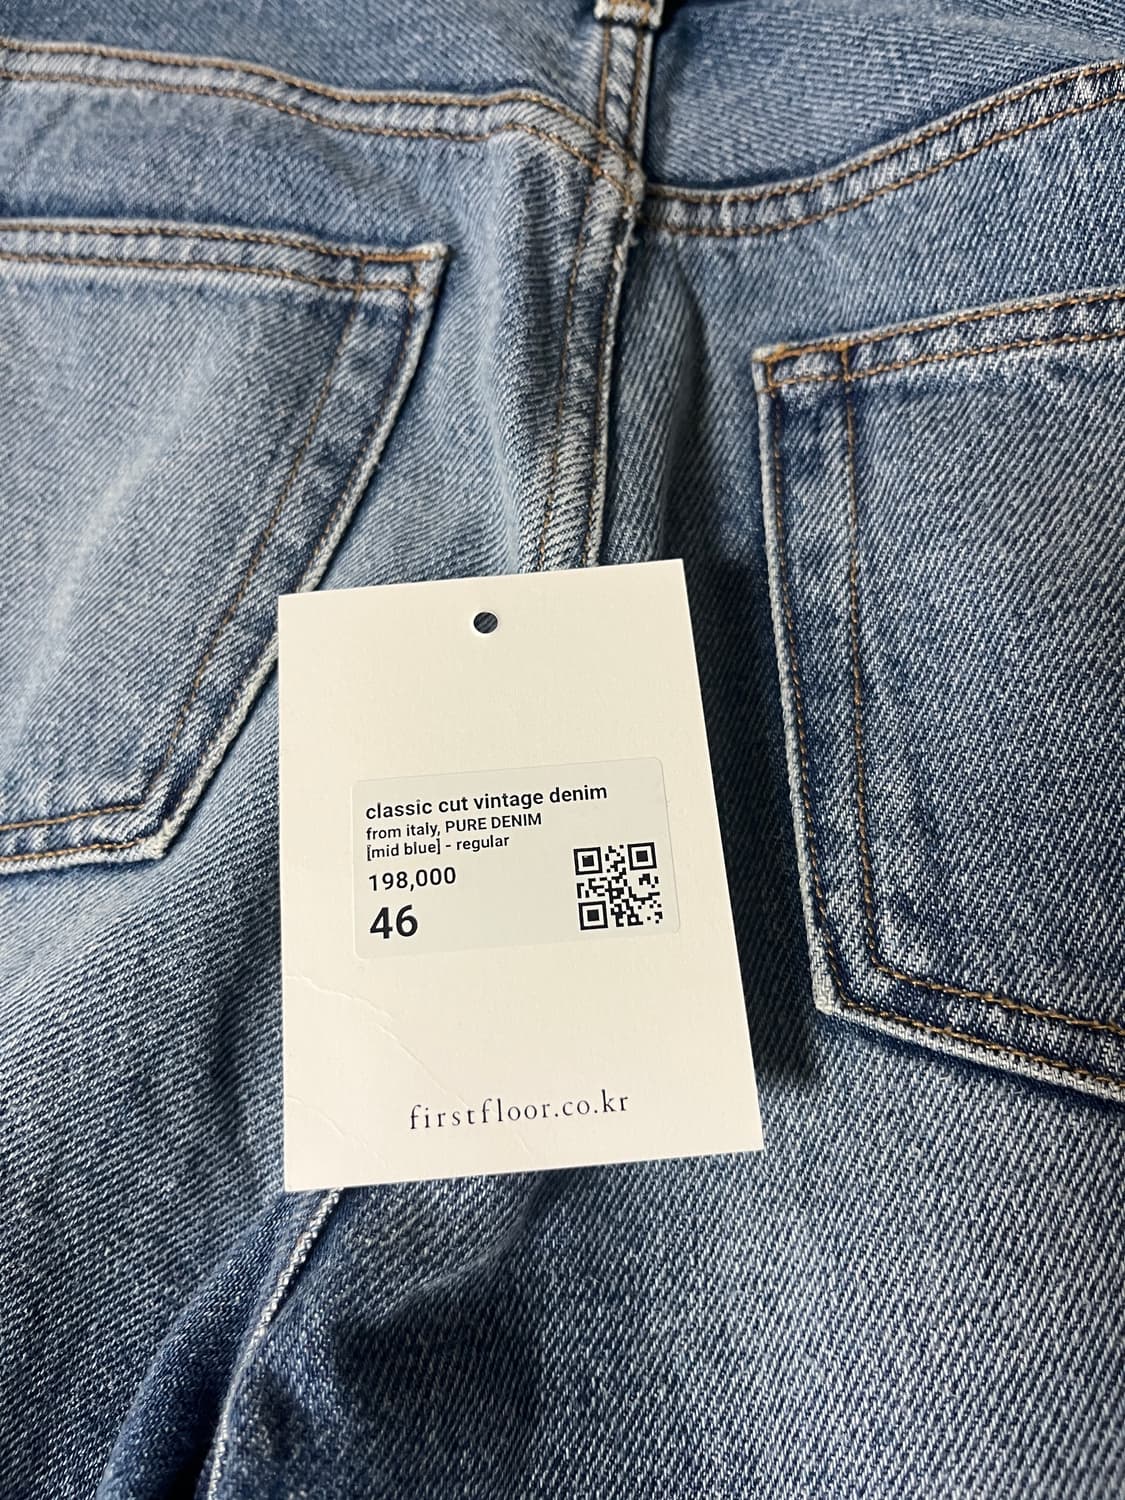 classic cut vintage denim
from italy, PURE DENIM
[mid blue] - regular
198,000
46
firstfloor.co.kr